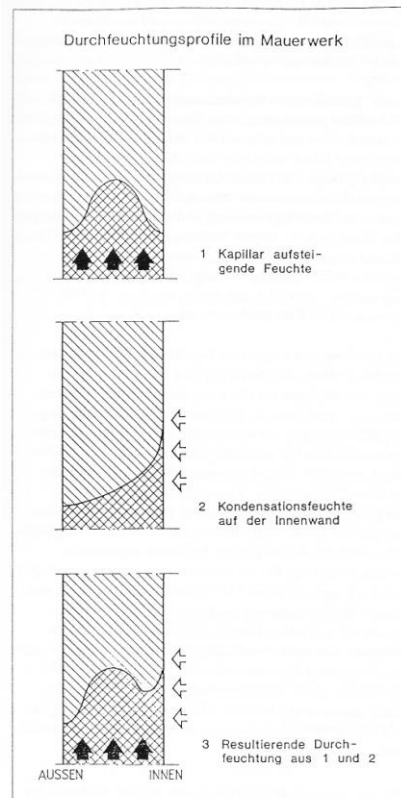 Durchfeuchtungsprofile im Mauerwerk
1 Kapillar aufstei-
gende Feuchte
2 Kondensationsfeuchte
auf der Innenwand
3 Resultierende Durch-
feuchtung aus 1 und 2
AUSSEN INNEN